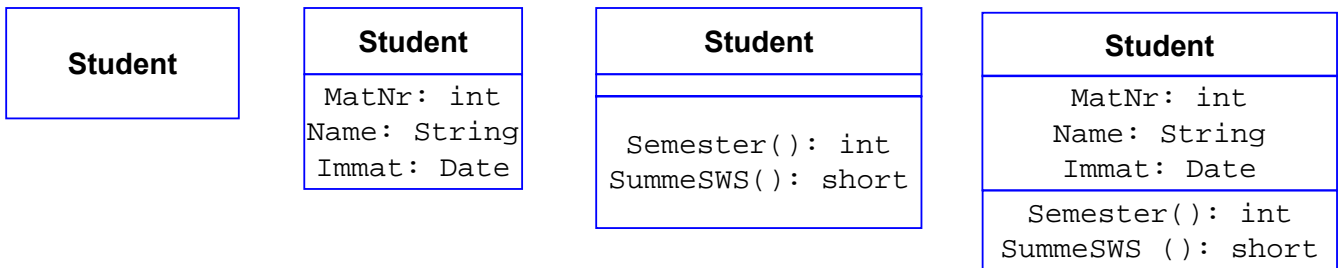 Student
Student
MatNr: int
Name: String
Immat: Date
Student
Semester(): int
SummeSWS(): short
Student
MatNr: int
Name: String
Immat: Date
Semester(): int
SummeSWS (): short